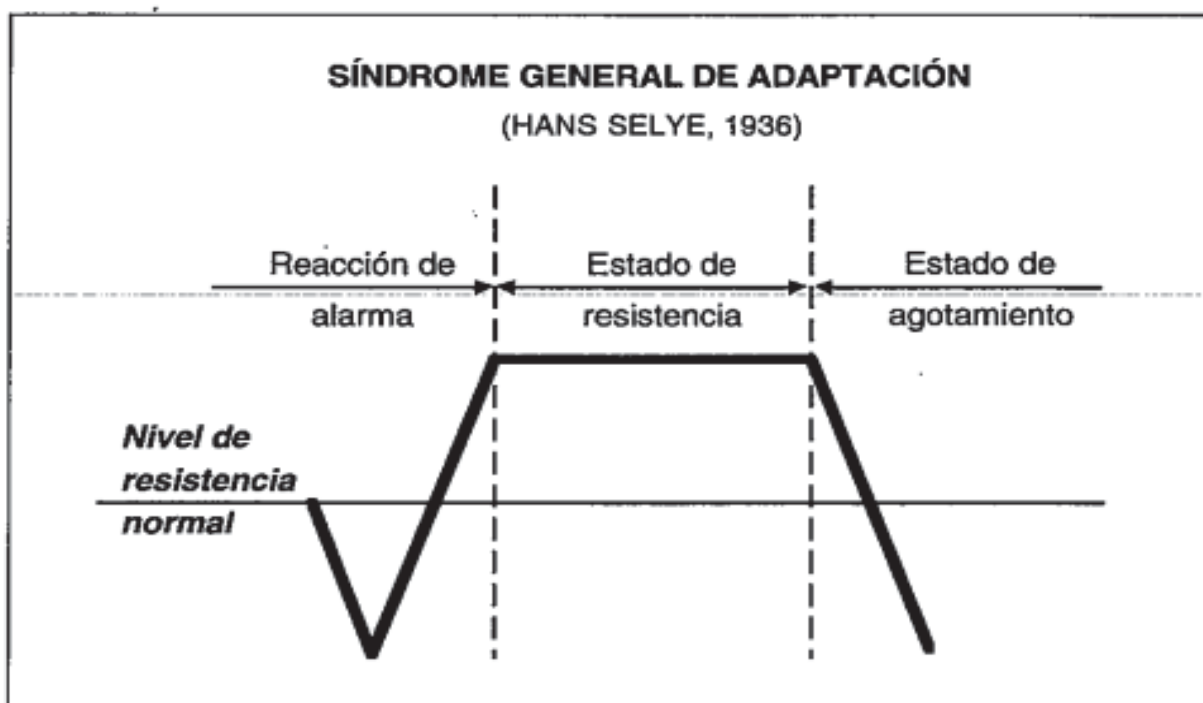 SÍNDROME GENERAL DE ADAPTACIÓN
(HANS SELYE, 1936)
Reacción de
alarma
Estado de
resistencia
Estado de
agotamiento
Nivel de
resistencia
normal